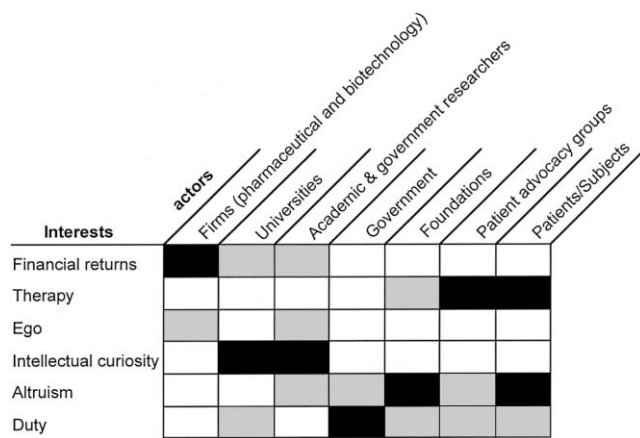 actors
Firms (pharmaceutical and biotechnology)
Universities
Academic & government researchers
Government
Foundations
Patient advocacy groups
Patients/Subjects
Interests
Financial returns
Therapy
Ego
Intellectual curiosity
Altruism
Duty